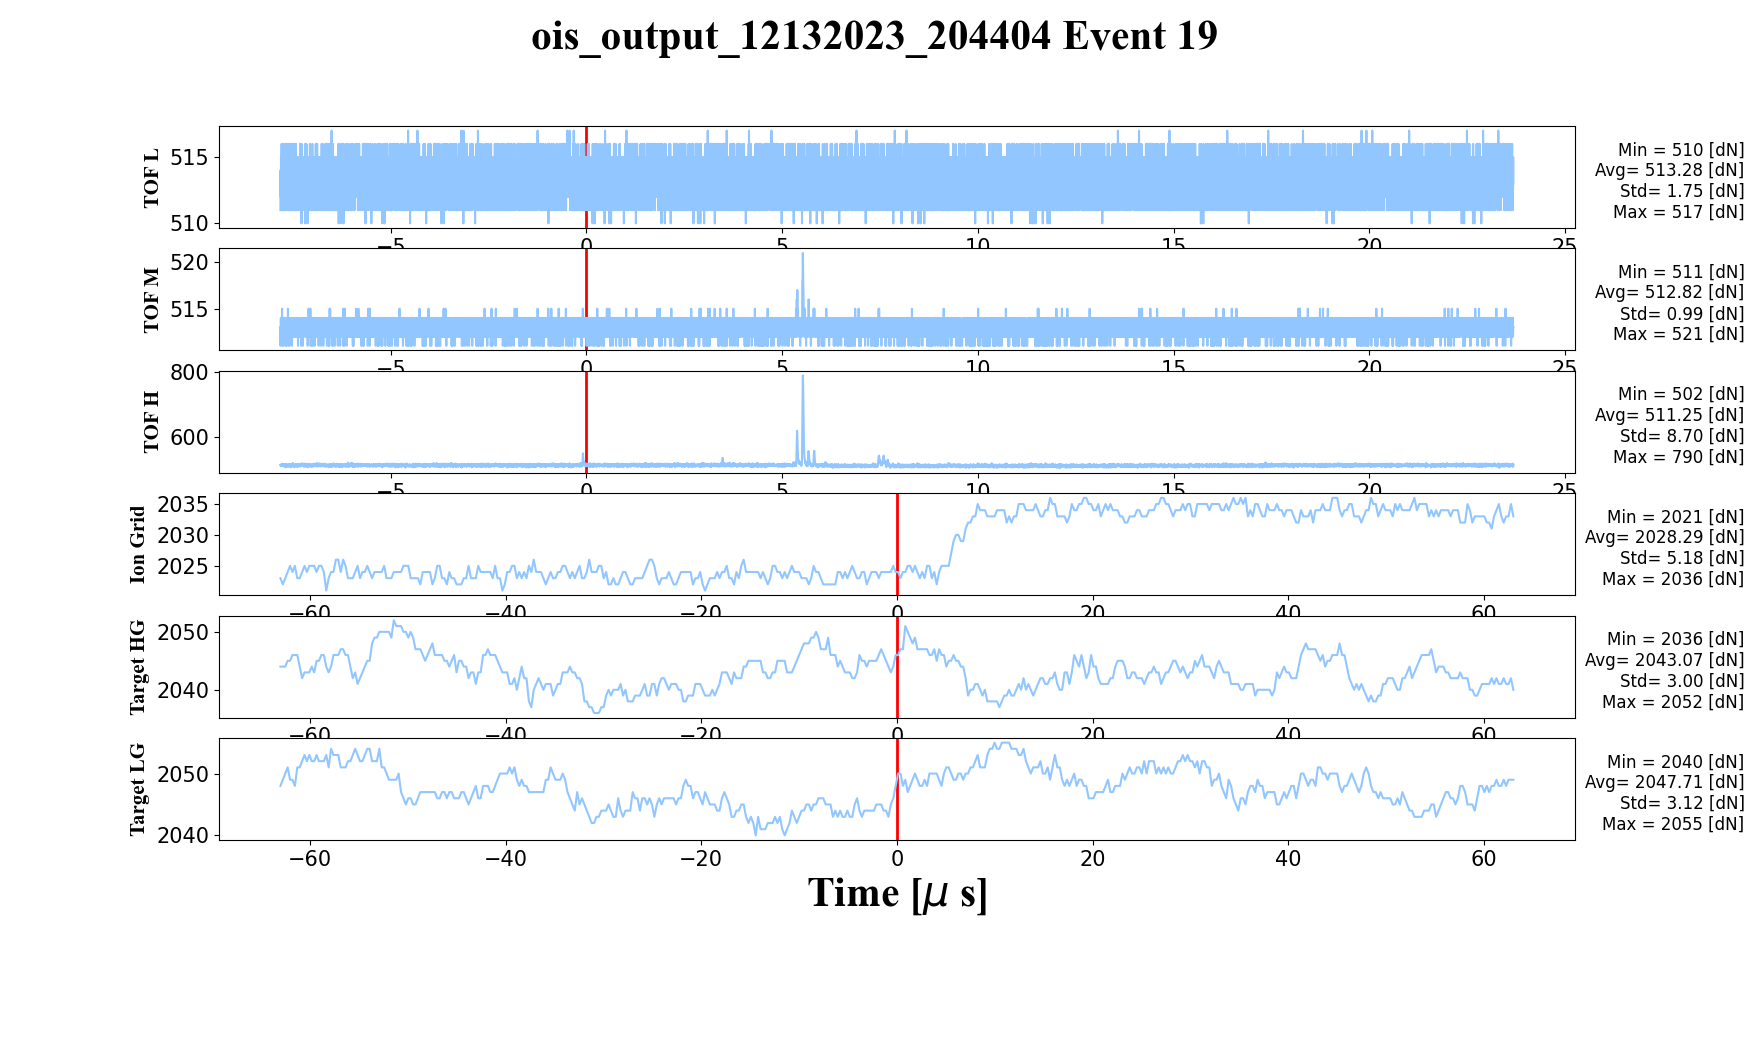 ois_output_12132023_204404 Event 19
TOF L
515
510
−5
0
5
10
15
20
25
Min = 510 [dN]
Avg= 513.28 [dN]
Std= 1.75 [dN]
Max = 517 [dN]
TOF M
520
515
−5
0
5
10
15
20
25
Min = 511 [dN]
Avg= 512.82 [dN]
Std= 0.99 [dN]
Max = 521 [dN]
TOF H
800
600
−5
0
5
10
15
20
25
Min = 502 [dN]
Avg= 511.25 [dN]
Std= 8.70 [dN]
Max = 790 [dN]
Ion Grid
2035
2030
2025
−60
−40
−20
0
20
40
60
Min = 2021 [dN]
Avg= 2028.29 [dN]
Std= 5.18 [dN]
Max = 2036 [dN]
Target HG
2050
2040
−60
−40
−20
0
20
40
60
Min = 2036 [dN]
Avg= 2043.07 [dN]
Std= 3.00 [dN]
Max = 2052 [dN]
Target LG
2050
2040
−60
−40
−20
0
20
40
60
Min = 2040 [dN]
Avg= 2047.71 [dN]
Std= 3.12 [dN]
Max = 2055 [dN]
Time [μ s]